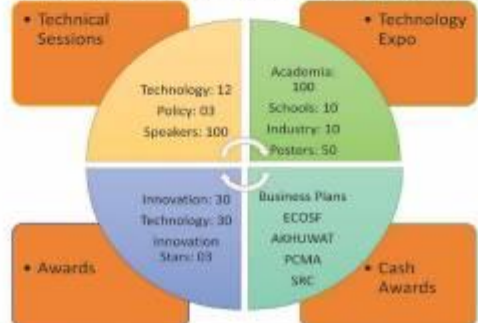 • Technical
Sessions
Technology: 12
Policy: 03
Speakers: 100
• Technology
Expo
Academia:
100
Schools: 10
Industry: 10
Posters: 50
• Awards
Innovation: 30
Technology: 30
Innovation
Stars: 03
• Cash
Awards
Business Plans
ECOSF
AKHUWAT
PCMA
SRC